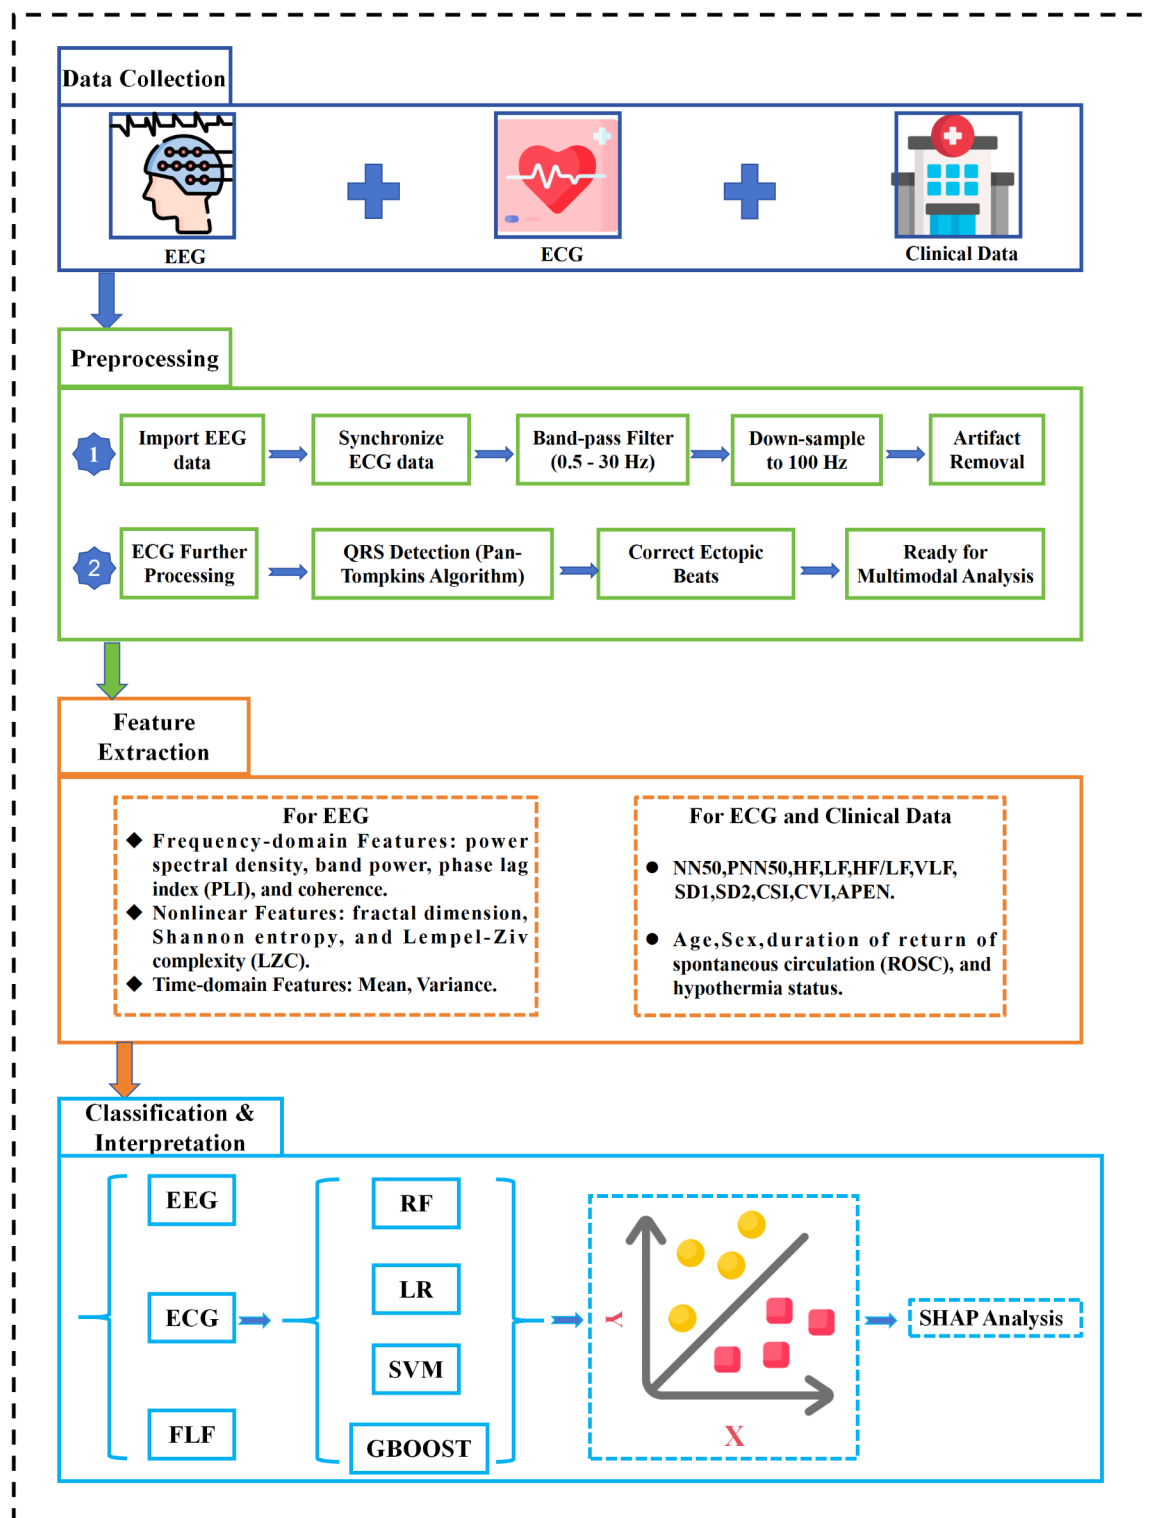 Data Collection
EEG
ECG
Clinical Data
Preprocessing
1
Import EEG
data
Synchronize
ECG data
Band-pass Filter
(0.5 - 30 Hz)
Down-sample
to 100 Hz
Artifact
Removal
2
ECG Further
Processing
QRS Detection (Pan-
Tompkins Algorithm)
Correct Ectopic
Beats
Ready for
Multimodal Analysis
Feature
Extraction
For EEG
◆ Frequency-domain Features: power
spectral density, band power, phase lag
index (PLI), and coherence.
◆ Nonlinear Features: fractal dimension,
Shannon entropy, and Lempel-Ziv
complexity (LZC).
◆ Time-domain Features: Mean, Variance.
For ECG and Clinical Data
● NN50,PNN50,HF,LF,HF/LF,VLF,
SD1,SD2,CSI,CVI,APEN.
● Age,Sex,duration of return of
spontaneous circulation (ROSC), and
hypothermia status.
Classification &
Interpretation
EEG
ECG
FLF
RF
LR
SVM
GBOOST
Y
X
SHAP Analysis